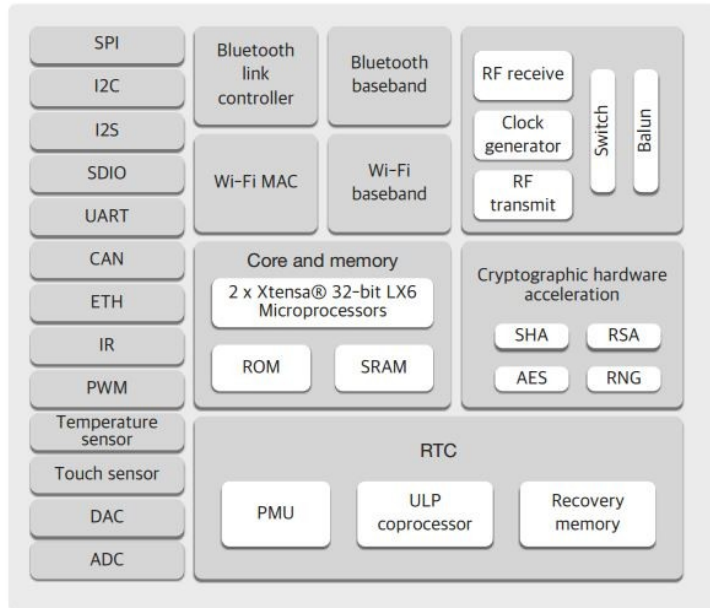 SPI
I2C
I2S
SDIO
UART
CAN
ETH
IR
PWM
Temperature
sensor
Touch sensor
DAC
ADC
Bluetooth
link
controller
Bluetooth
baseband
Wi-Fi MAC
Wi-Fi
baseband
RF receive
Clock
generator
RF
transmit
Switch
Balun
Core and memory
2 x Xtensa® 32-bit LX6
Microprocessors
ROM
SRAM
Cryptographic hardware
acceleration
SHA
RSA
AES
RNG
RTC
PMU
ULP
coprocessor
Recovery
memory